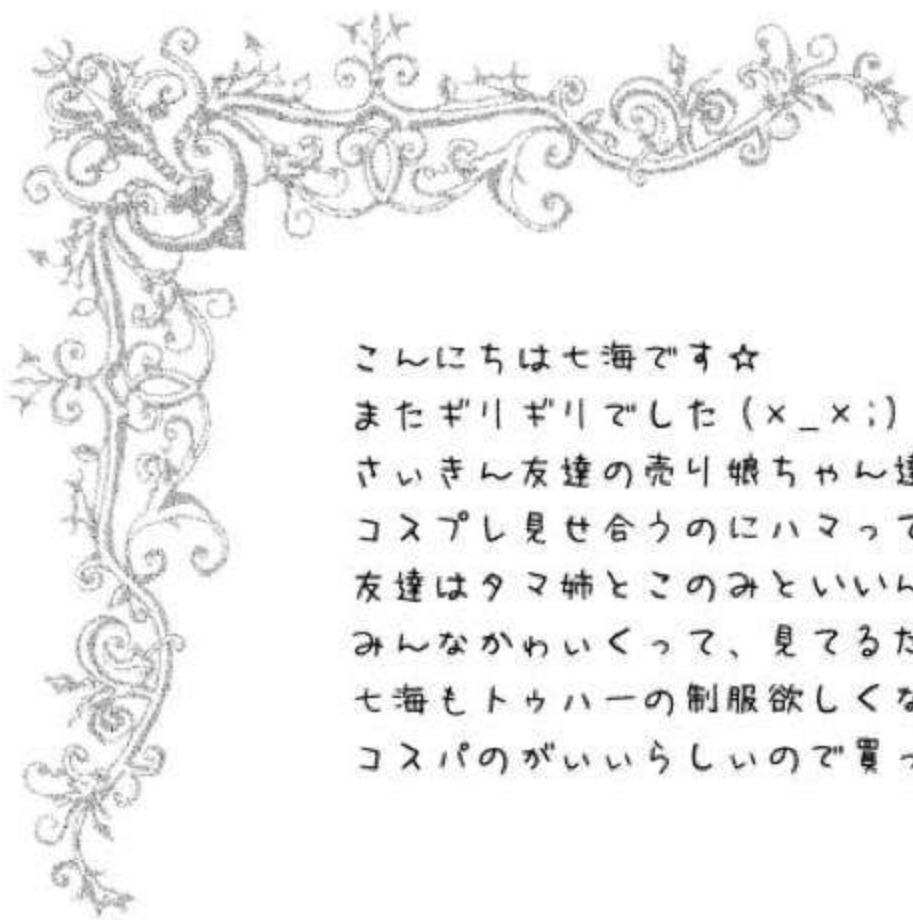 こんにちは七海です☆
またギリギリでした(×_×;)
さいきん友達の売り娘ちゃん達
コスプレ見せ合うのにハマって
友達はタマ姉とこのみといいん
みんなかわいくって、見てるだ
七海もトゥハーの制服欲しくな
コスパのがいいらしいので買っ